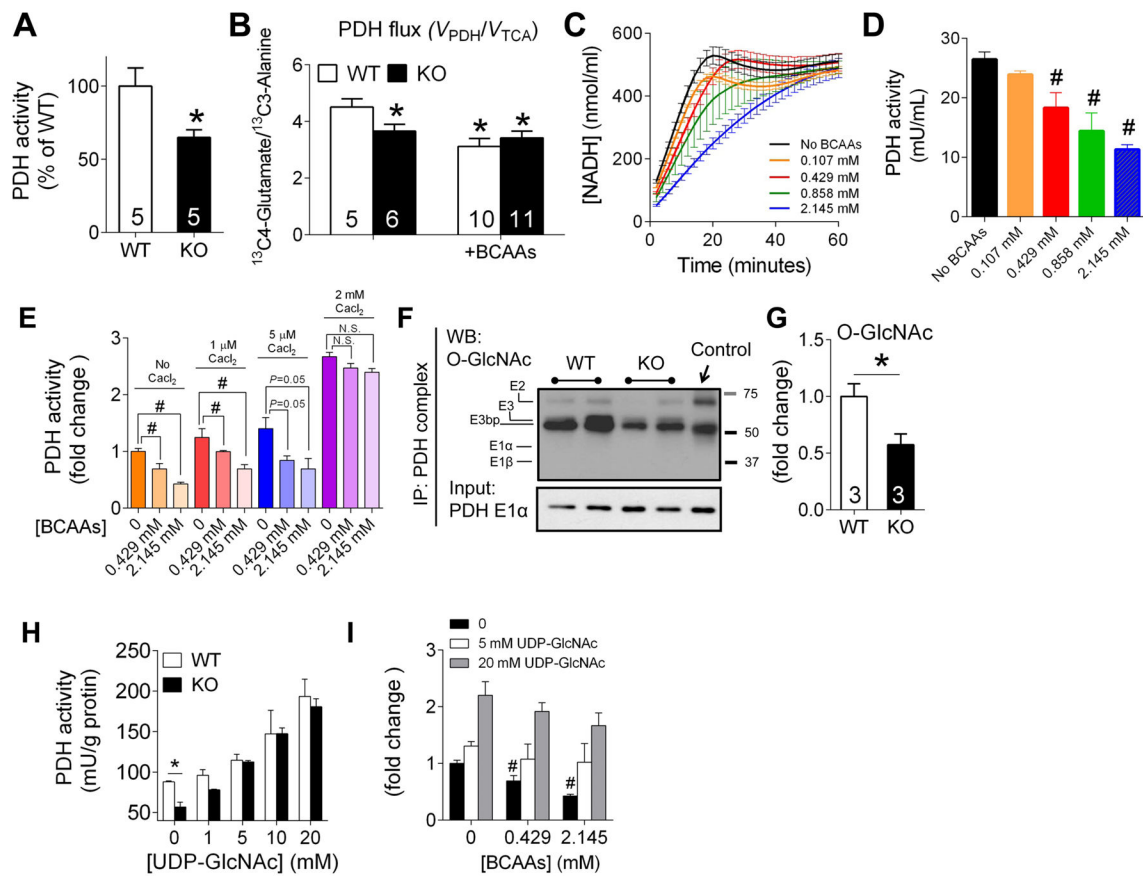 A
PDH activity
(% of WT)
100
50
0
5
5
*
WT
KO
B
PDH flux (VPDH/VTCA)
WT
KO
¹³C4-Glutamate/¹³C3-Alanine
6
4
2
0
*
*
*
5
6
10
11
+BCAAs
C
[NADH] (nmol/ml)
600
400
200
0
No BCAAs
0.107 mM
0.429 mM
0.858 mM
2.145 mM
0
20
40
60
Time (minutes)
D
PDH activity
(mU/mL)
30
20
10
0
#
#
#
No BCAAs
0.107 mM
0.429 mM
0.858 mM
2.145 mM
E
PDH activity
(fold change)
3
2
1
0
No
Cacl₂
1 µM
Cacl₂
5 µM
Cacl₂
2 mM
Cacl₂
#
#
#
#
P=0.05
P=0.05
N.S.
N.S.
[BCAAs]
0
0.429 mM
2.145 mM
0
0.429 mM
2.145 mM
0
0.429 mM
2.145 mM
0
0.429 mM
2.145 mM
F
IP: PDH complex
WB:
O-GlcNAc
WT
KO
Control
E2
E3
E3bp
E1α
E1β
75
50
37
Input:
PDH E1α
G
O-GlcNAc
(fold change)
1.5
1.0
0.5
0.0
*
3
3
WT
KO
H
PDH activity
(mU/g protin)
250
200
150
100
50
WT
KO
*
0
1
5
10
20
[UDP-GlcNAc] (mM)
I
0
5 mM UDP-GlcNAc
20 mM UDP-GlcNAc
(fold change )
3
2
1
0
#
#
0
0.429
2.145
[BCAAs] (mM)